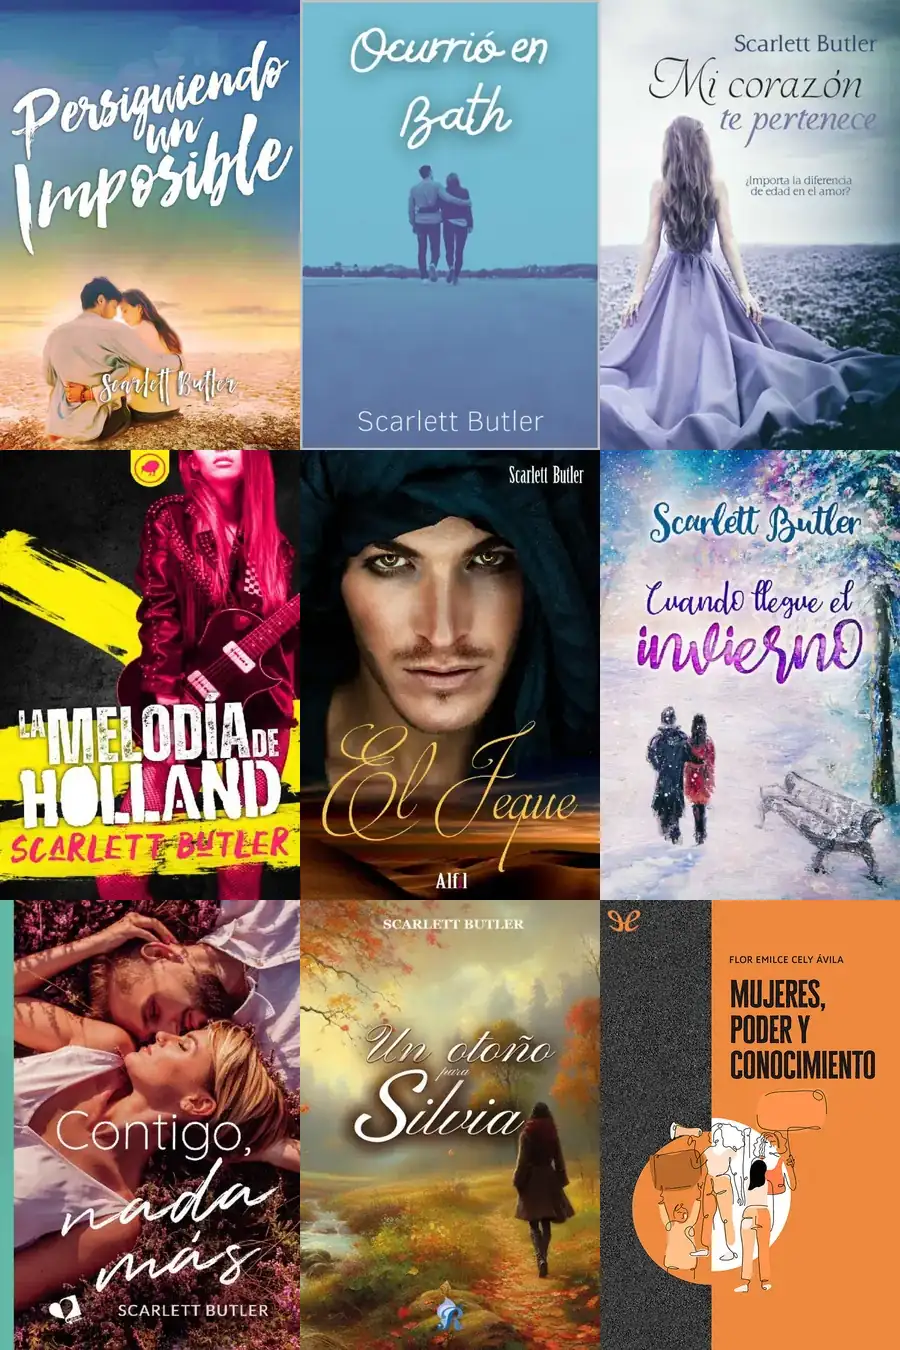 Persiguiendo
un
Imposible
Scarlett Butler
Ocurrió en
Bath
Scarlett Butler
Scarlett Butler
Mi corazón
te pertenece
¿Importa la diferencia
de edad en el amor?
LA MELODÍA DE
HOLLAND
SCARLETT BUTLER
Scarlett Butler
El Jeque
Alfil
Scarlett Butler
Cuando llegue el
invierno
Contigo,
nada
más
SCARLETT BUTLER
SCARLETT BUTLER
Un otoño
para
Silvia
R
FLOR EMILCE CELY ÁVILA
MUJERES,
PODER Y
CONOCIMIENTO